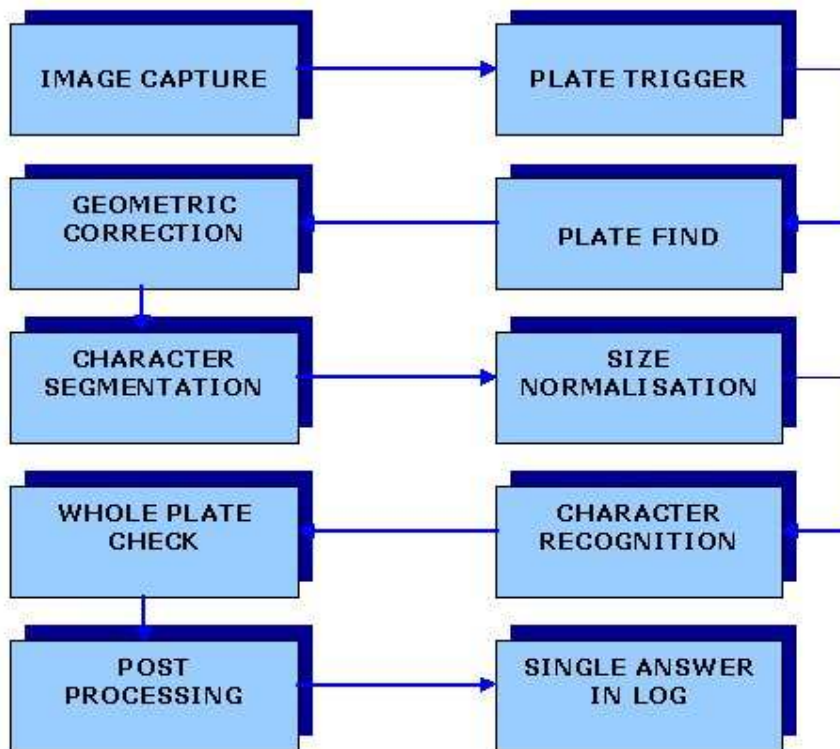 IMAGE CAPTURE
PLATE TRIGGER
GEOMETRIC
CORRECTION
PLATE FIND
CHARACTER
SEGMENTATION
SIZE
NORMALISATION
WHOLE PLATE
CHECK
CHARACTER
RECOGNITION
POST
PROCESSING
SINGLE ANSWER
IN LOG